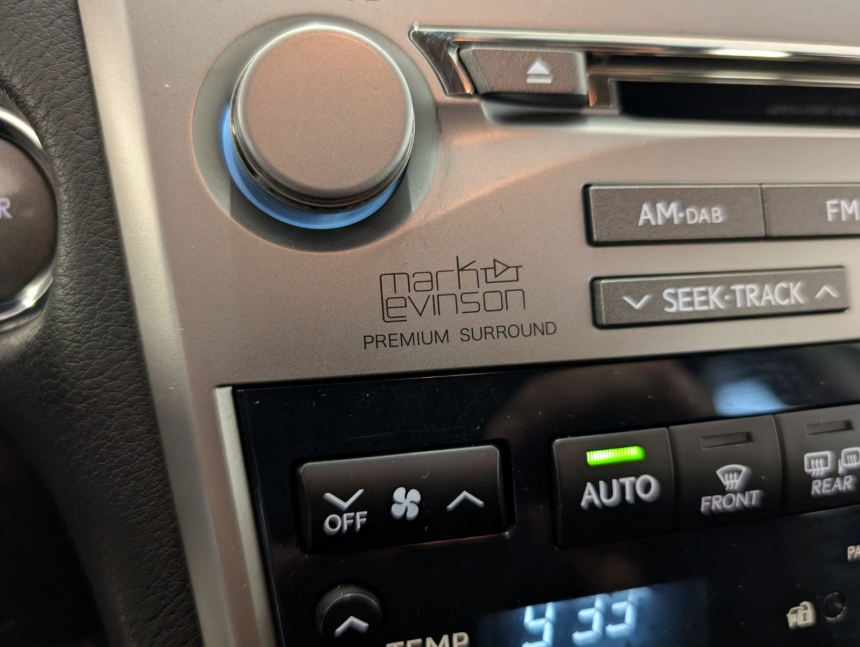 AM·DAB
FM
mark
Levinson
PREMIUM SURROUND
SEEK·TRACK
OFF
AUTO
FRONT
REAR
TEMP